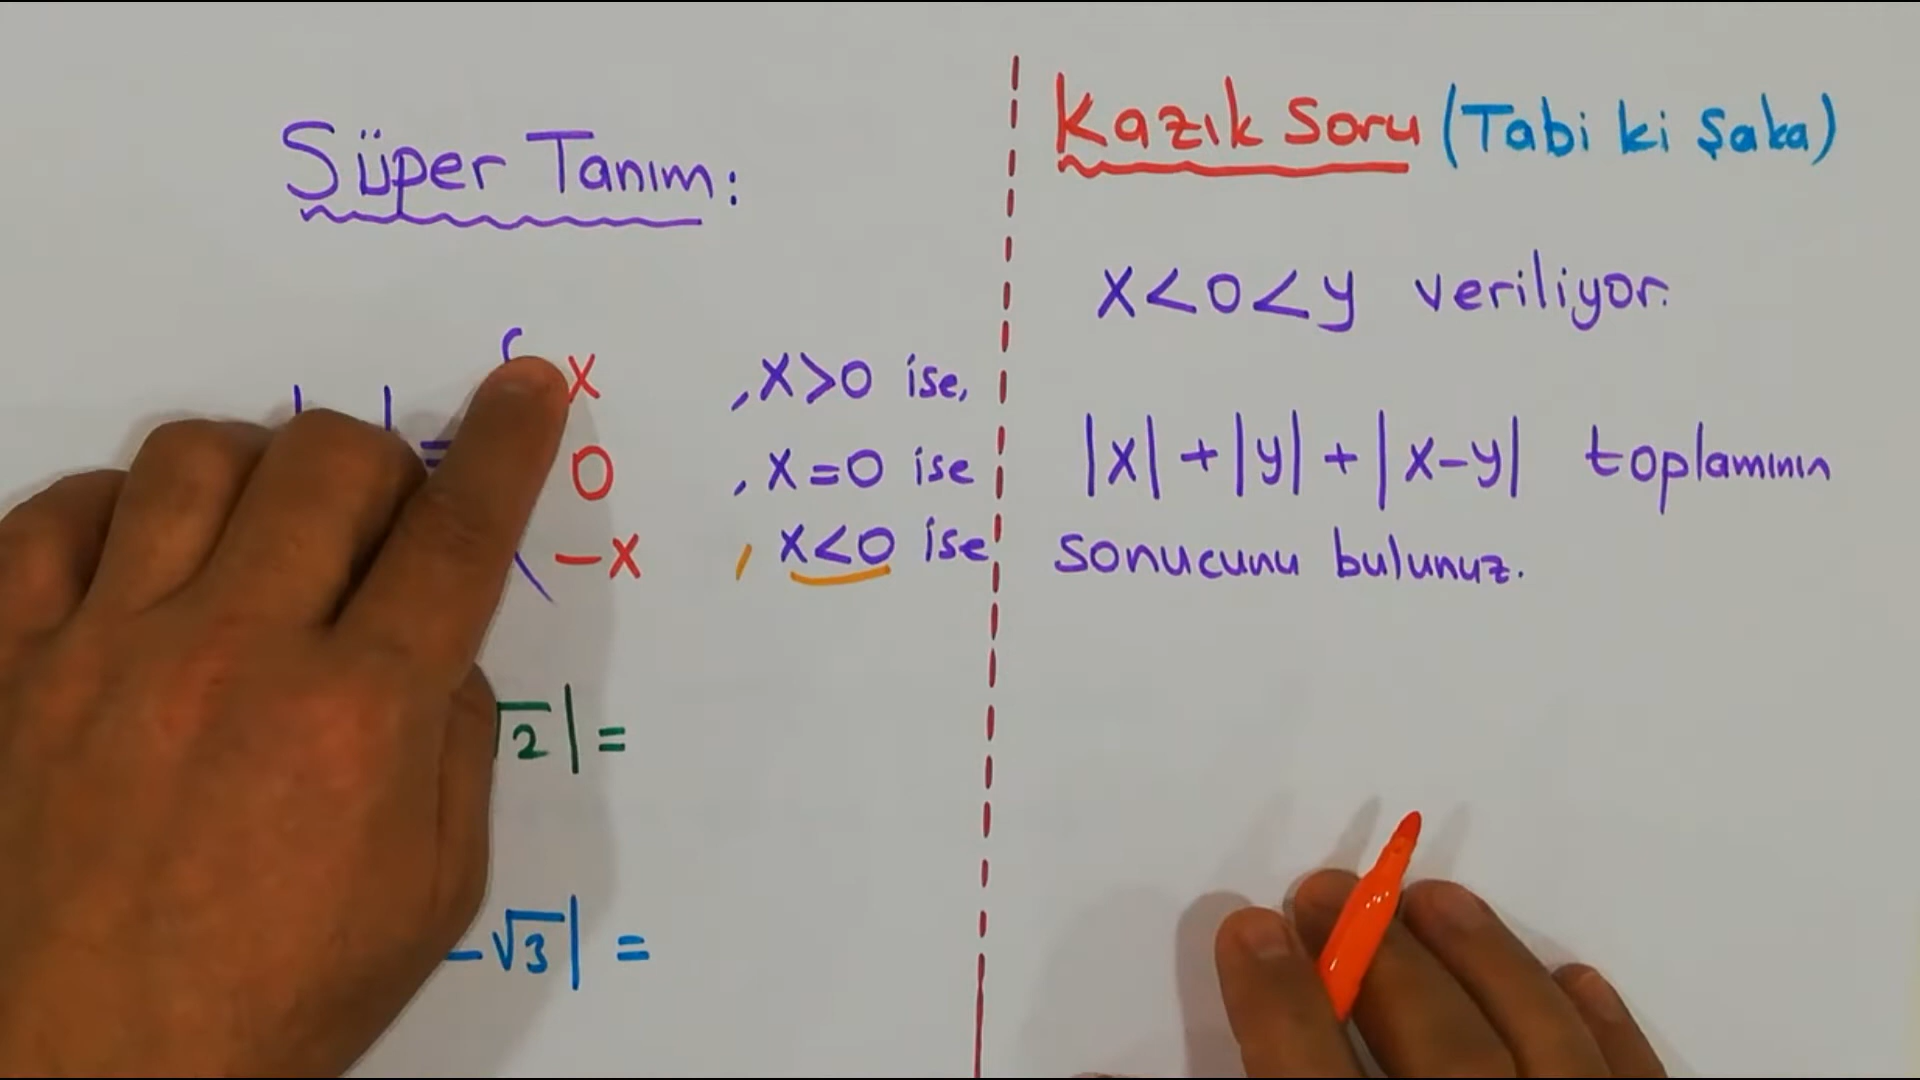 Süper Tanım:
| | =
x , x>0 ise,
0 , x=0 ise
-x , x<0 ise
√2| =
-√3| =
Kazık Soru (Tabi ki Şaka)
x<0<y veriliyor.
|x|+|y|+|x-y| toplamının
sonucunu bulunuz.